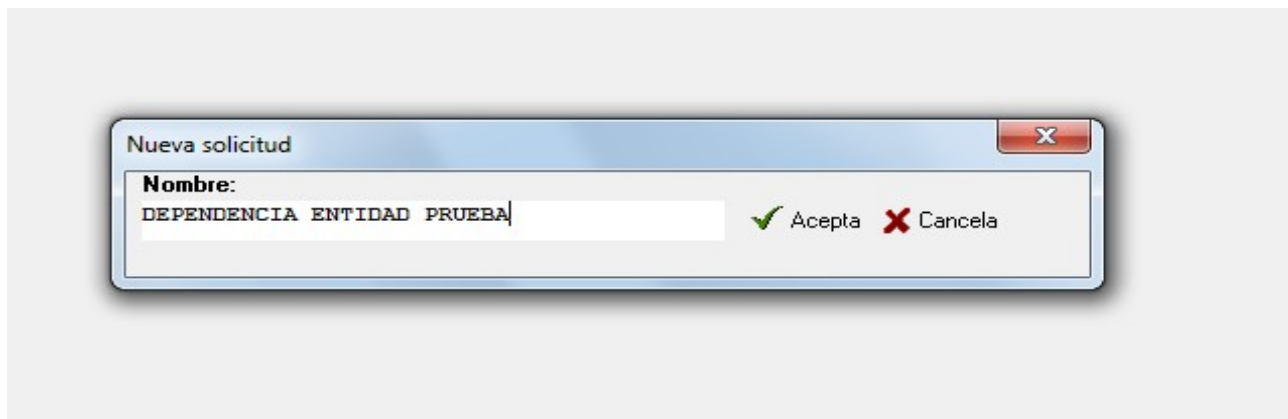 Nueva solicitud
Nombre:
DEPENDENCIA ENTIDAD PRUEBA
Acepta Cancela